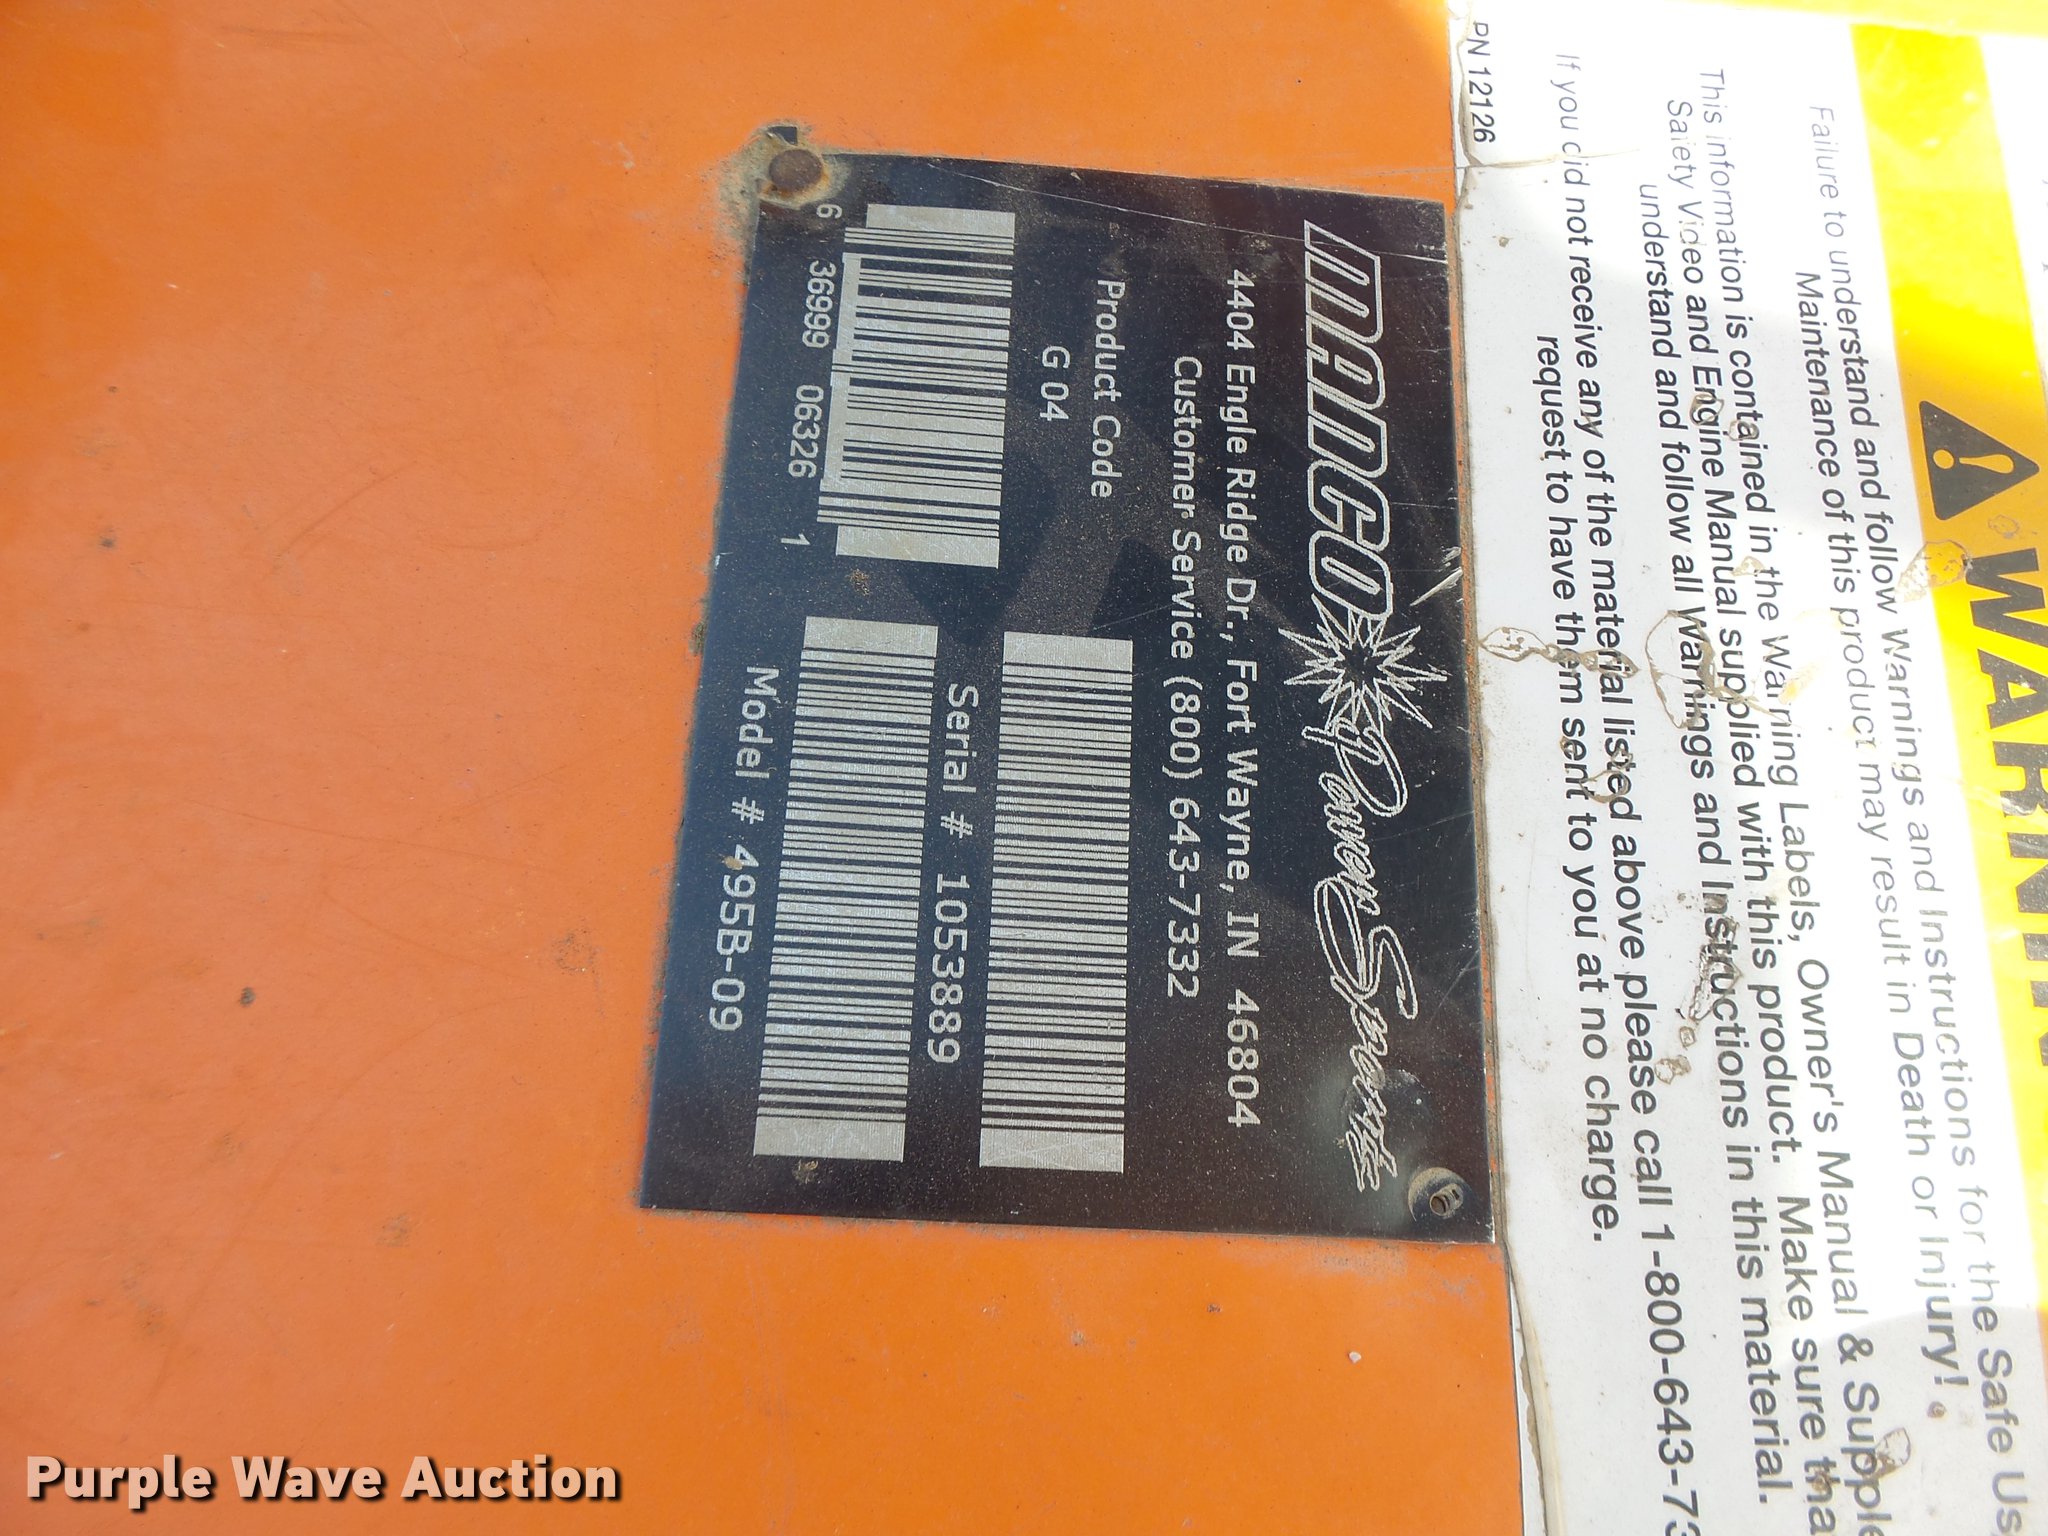 WARNIN
Failure to understand and follow Warnings and Instructions for the Safe Us
Maintenance of this product may result in Death or Injury!
This information is contained in the Warning Labels, Owner's Manual & Supple
Safety Video and Engine Manual supplied with this product. Make sure tha
understand and follow all Warnings and Instructions in this material.
If you did not receive any of the material listed above please call 1-800-643-73
request to have them sent to you at no charge.
PN 12126
MANCO Power Sports
4404 Engle Ridge Dr., Fort Wayne, IN 46804
Customer Service (800) 643-7332
Product Code
G 04
Serial # 1053889
6 36999 06326 1
Model # 495B-09
Purple Wave Auction